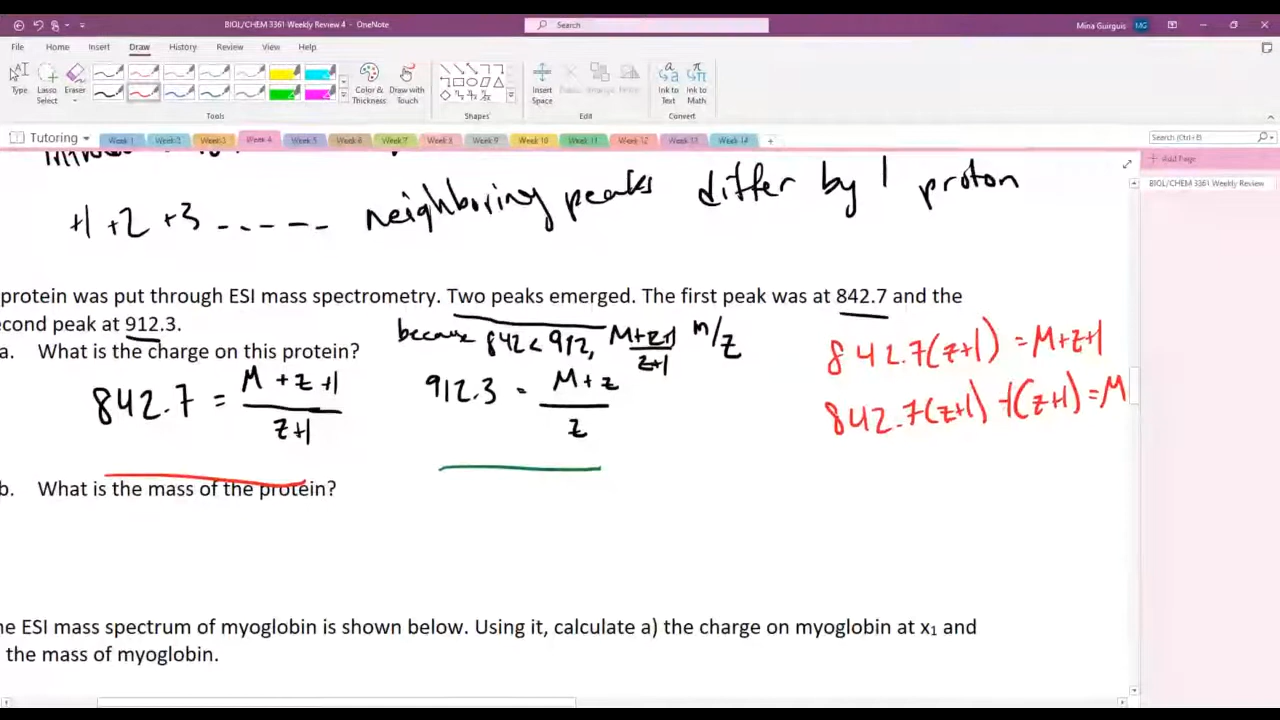 BIOL/CHEM 3361 Weekly Review 4 - OneNote
Search
Mina Guirguis MG
File Home Insert Draw History Review View Help
Type Lasso Select Eraser Color & Thickness Draw with Touch Insert Space Ink to Text Ink to Math
Tools Shapes Edit Convert
Tutoring Week 1 Week 2 Week 3 Week 4 Week 5 Week 6 Week 7 Week 8 Week 9 Week 10 Week 11 Week 12 Week 13 Week 14 + Search (Ctrl+E)
Add Page
BIOL/CHEM 3361 Weekly Review
+1 +2 +3 ------ neighboring peaks differ by 1 proton
protein was put through ESI mass spectrometry. Two peaks emerged. The first peak was at 842.7 and the
econd peak at 912.3.
because 842 < 912, M+z+1 / z+1 m/z
a. What is the charge on this protein?
842.7 = M+z+1 / z+1
912.3 = M+z / z
842.7(z+1) = M+z+1
842.7(z+1) -1(z+1) = M
b. What is the mass of the protein?
he ESI mass spectrum of myoglobin is shown below. Using it, calculate a) the charge on myoglobin at x₁ and
the mass of myoglobin.